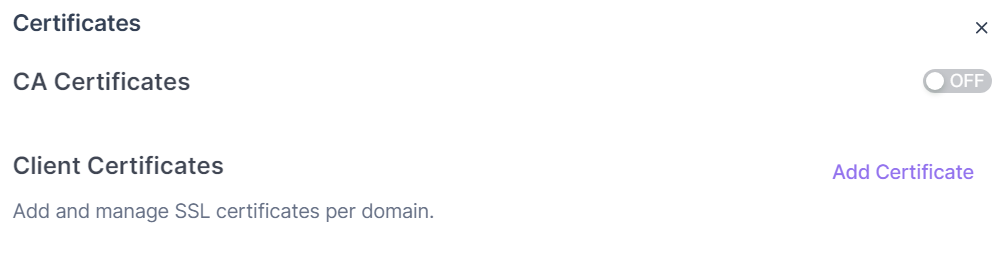 Certificates
CA Certificates
OFF
Client Certificates
Add Certificate
Add and manage SSL certificates per domain.